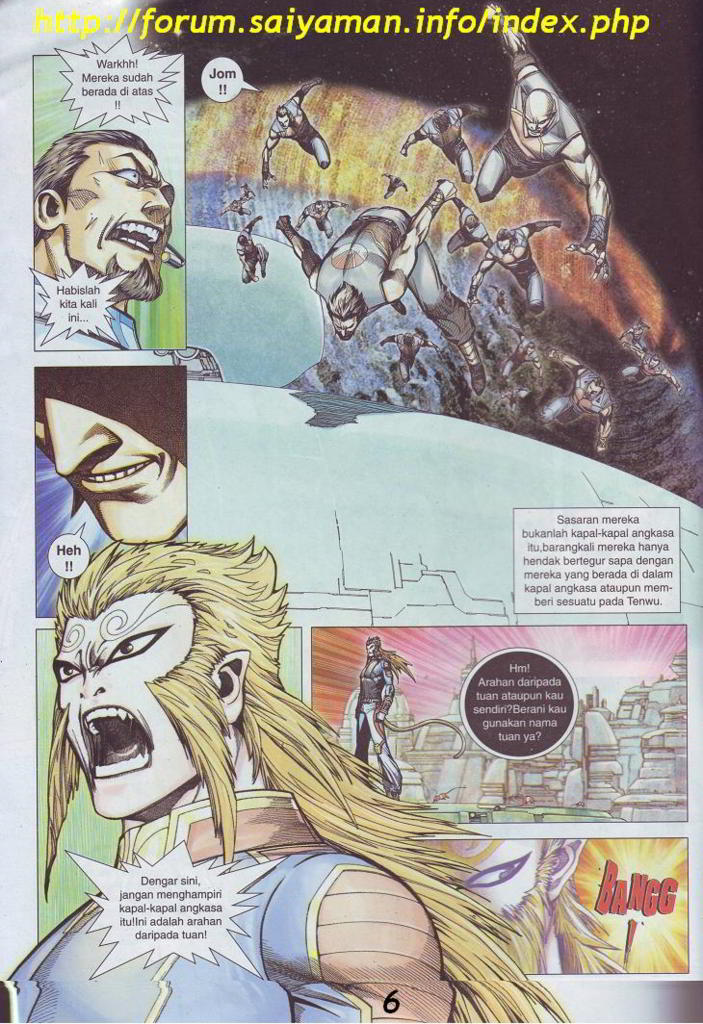 http://forum.saiyaman.info/index.php
Warkhh!
Mereka sudah
berada di atas
!!
Jom
!!
Habislah
kita kali
ini...
Heh
!!
Sasaran mereka
bukanlah kapal-kapal angkasa
itu,barangkali mereka hanya
hendak bertegur sapa dengan
mereka yang berada di dalam
kapal angkasa ataupun mem-
beri sesuatu pada Tenwu.
Hm!
Arahan daripada
tuan ataupun kau
sendiri?Berani kau
gunakan nama
tuan ya?
Dengar sini,
jangan menghampiri
kapal-kapal angkasa
itu!Ini adalah arahan
daripada tuan!
BANGG
!
6